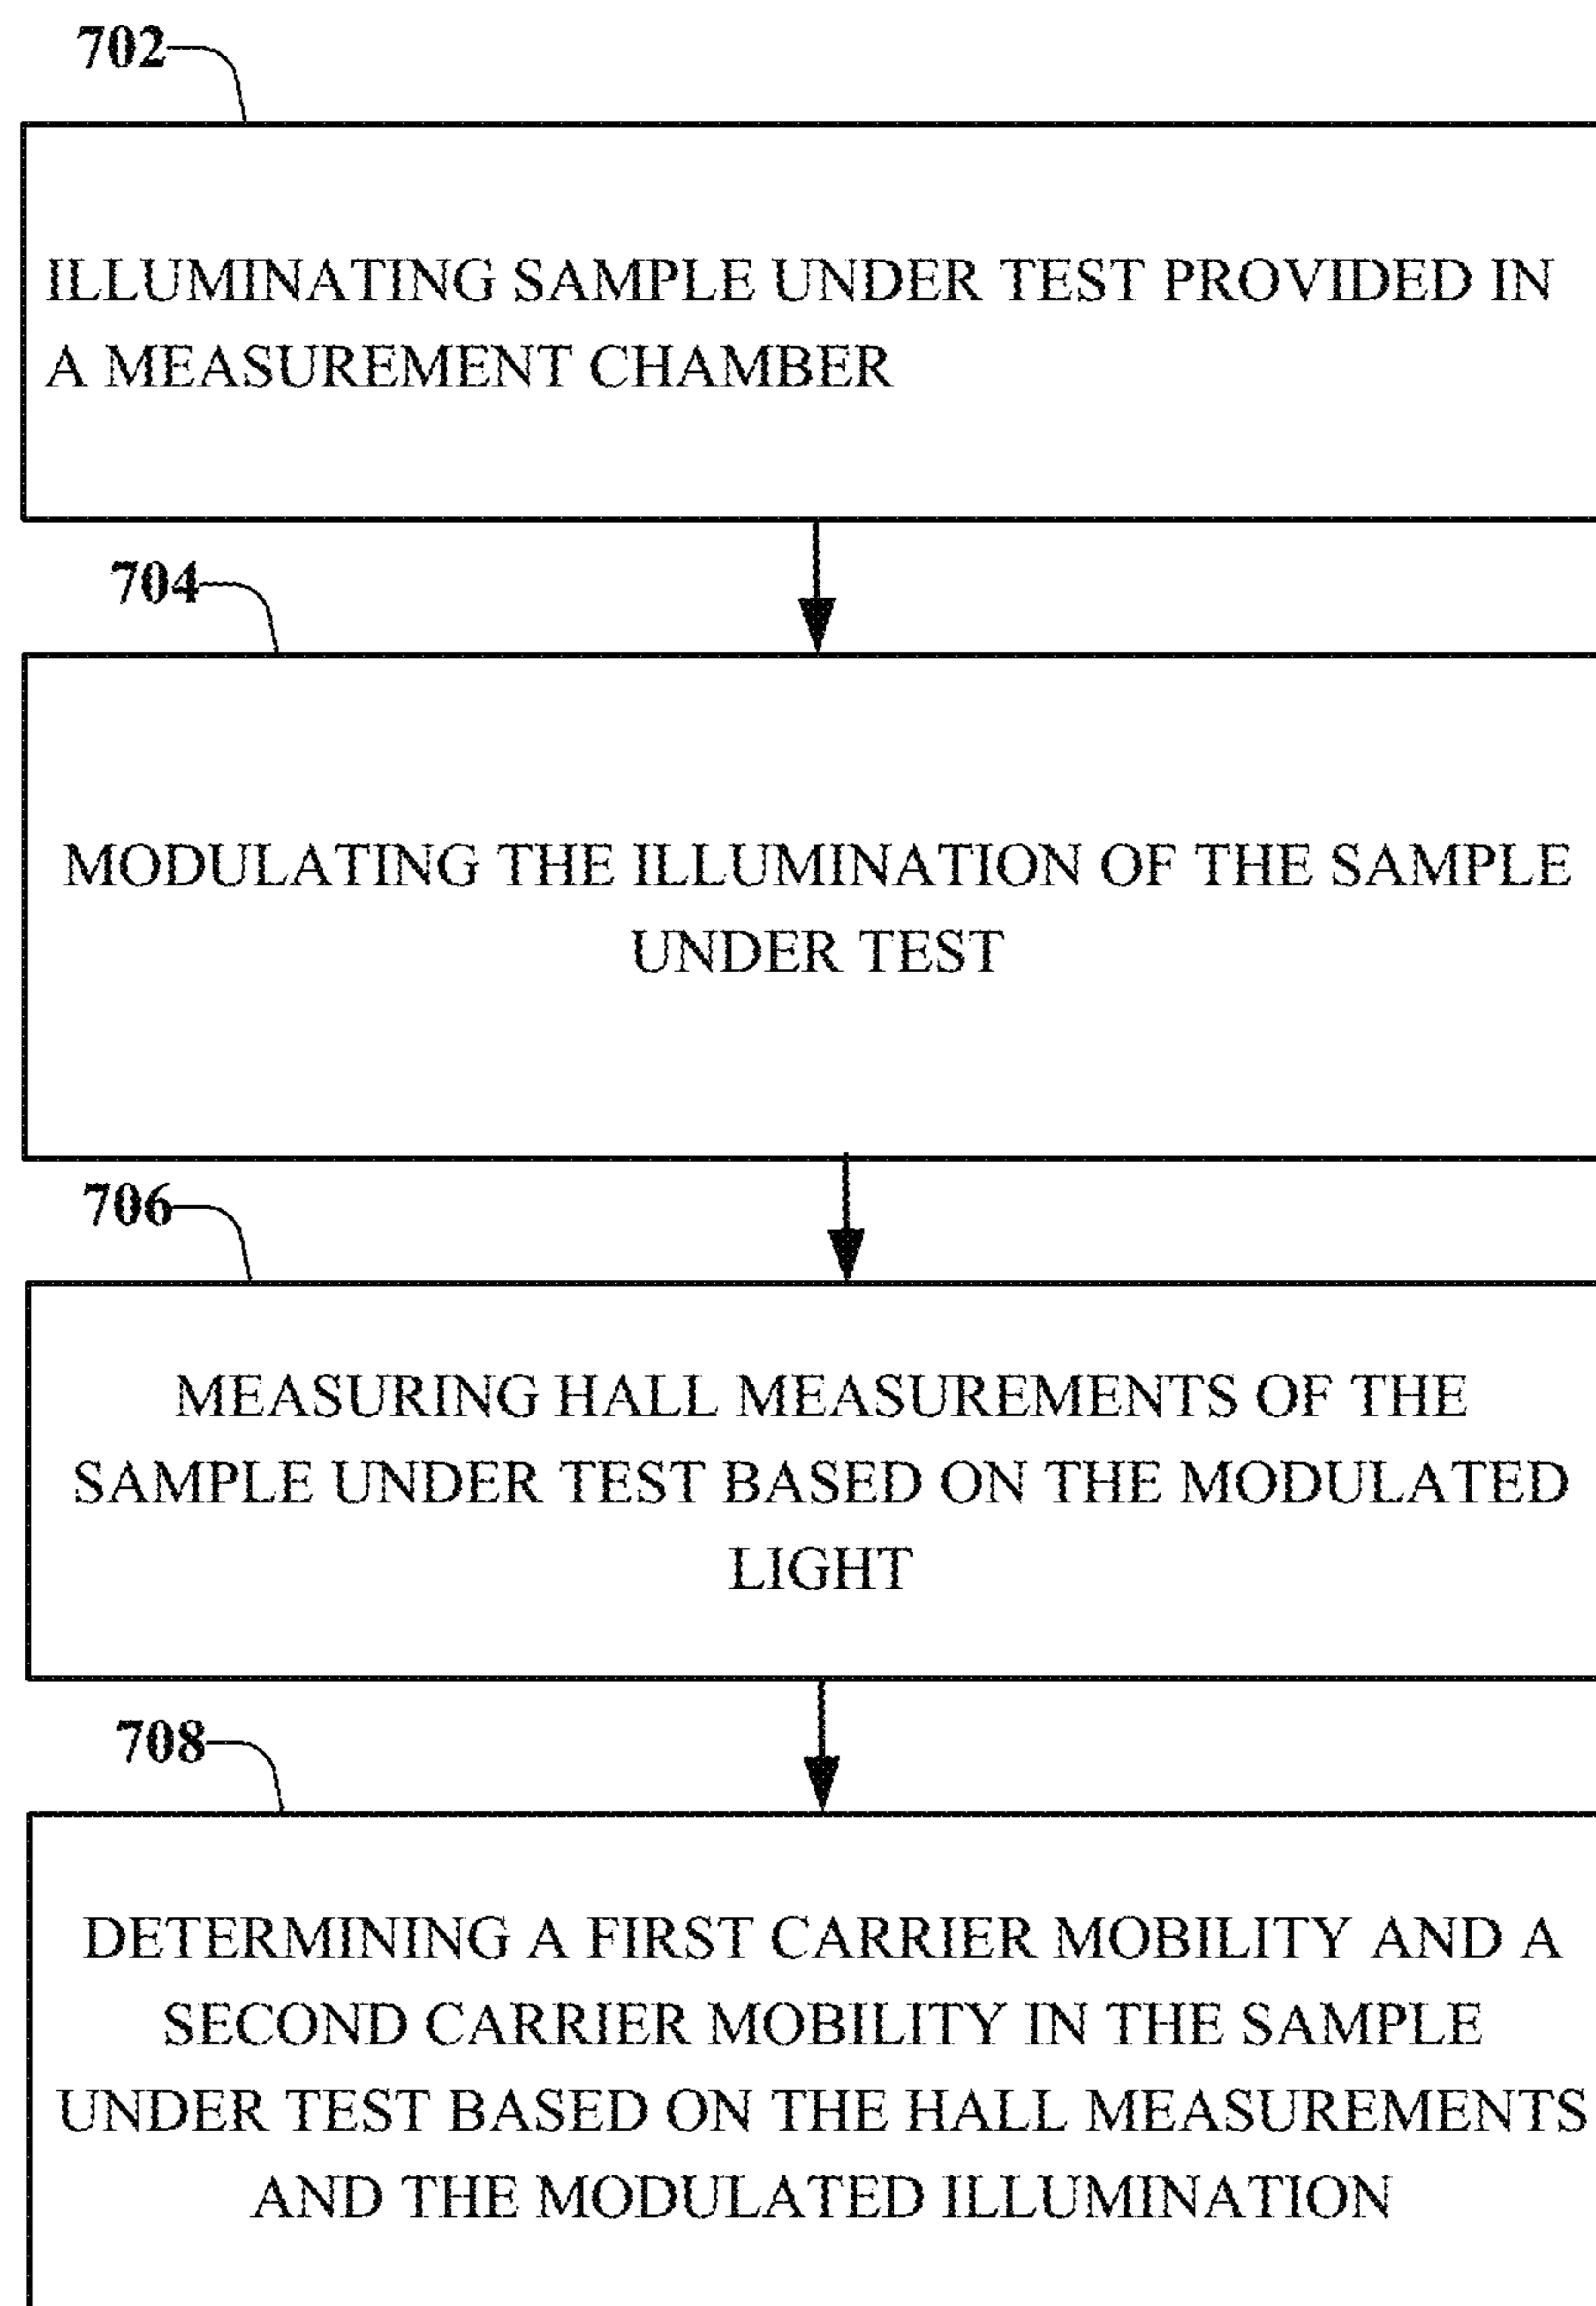 702
ILLUMINATING SAMPLE UNDER TEST PROVIDED IN
A MEASUREMENT CHAMBER
704
MODULATING THE ILLUMINATION OF THE SAMPLE
UNDER TEST
706
MEASURING HALL MEASUREMENTS OF THE
SAMPLE UNDER TEST BASED ON THE MODULATED
LIGHT
708
DETERMINING A FIRST CARRIER MOBILITY AND A
SECOND CARRIER MOBILITY IN THE SAMPLE
UNDER TEST BASED ON THE HALL MEASUREMENTS
AND THE MODULATED ILLUMINATION